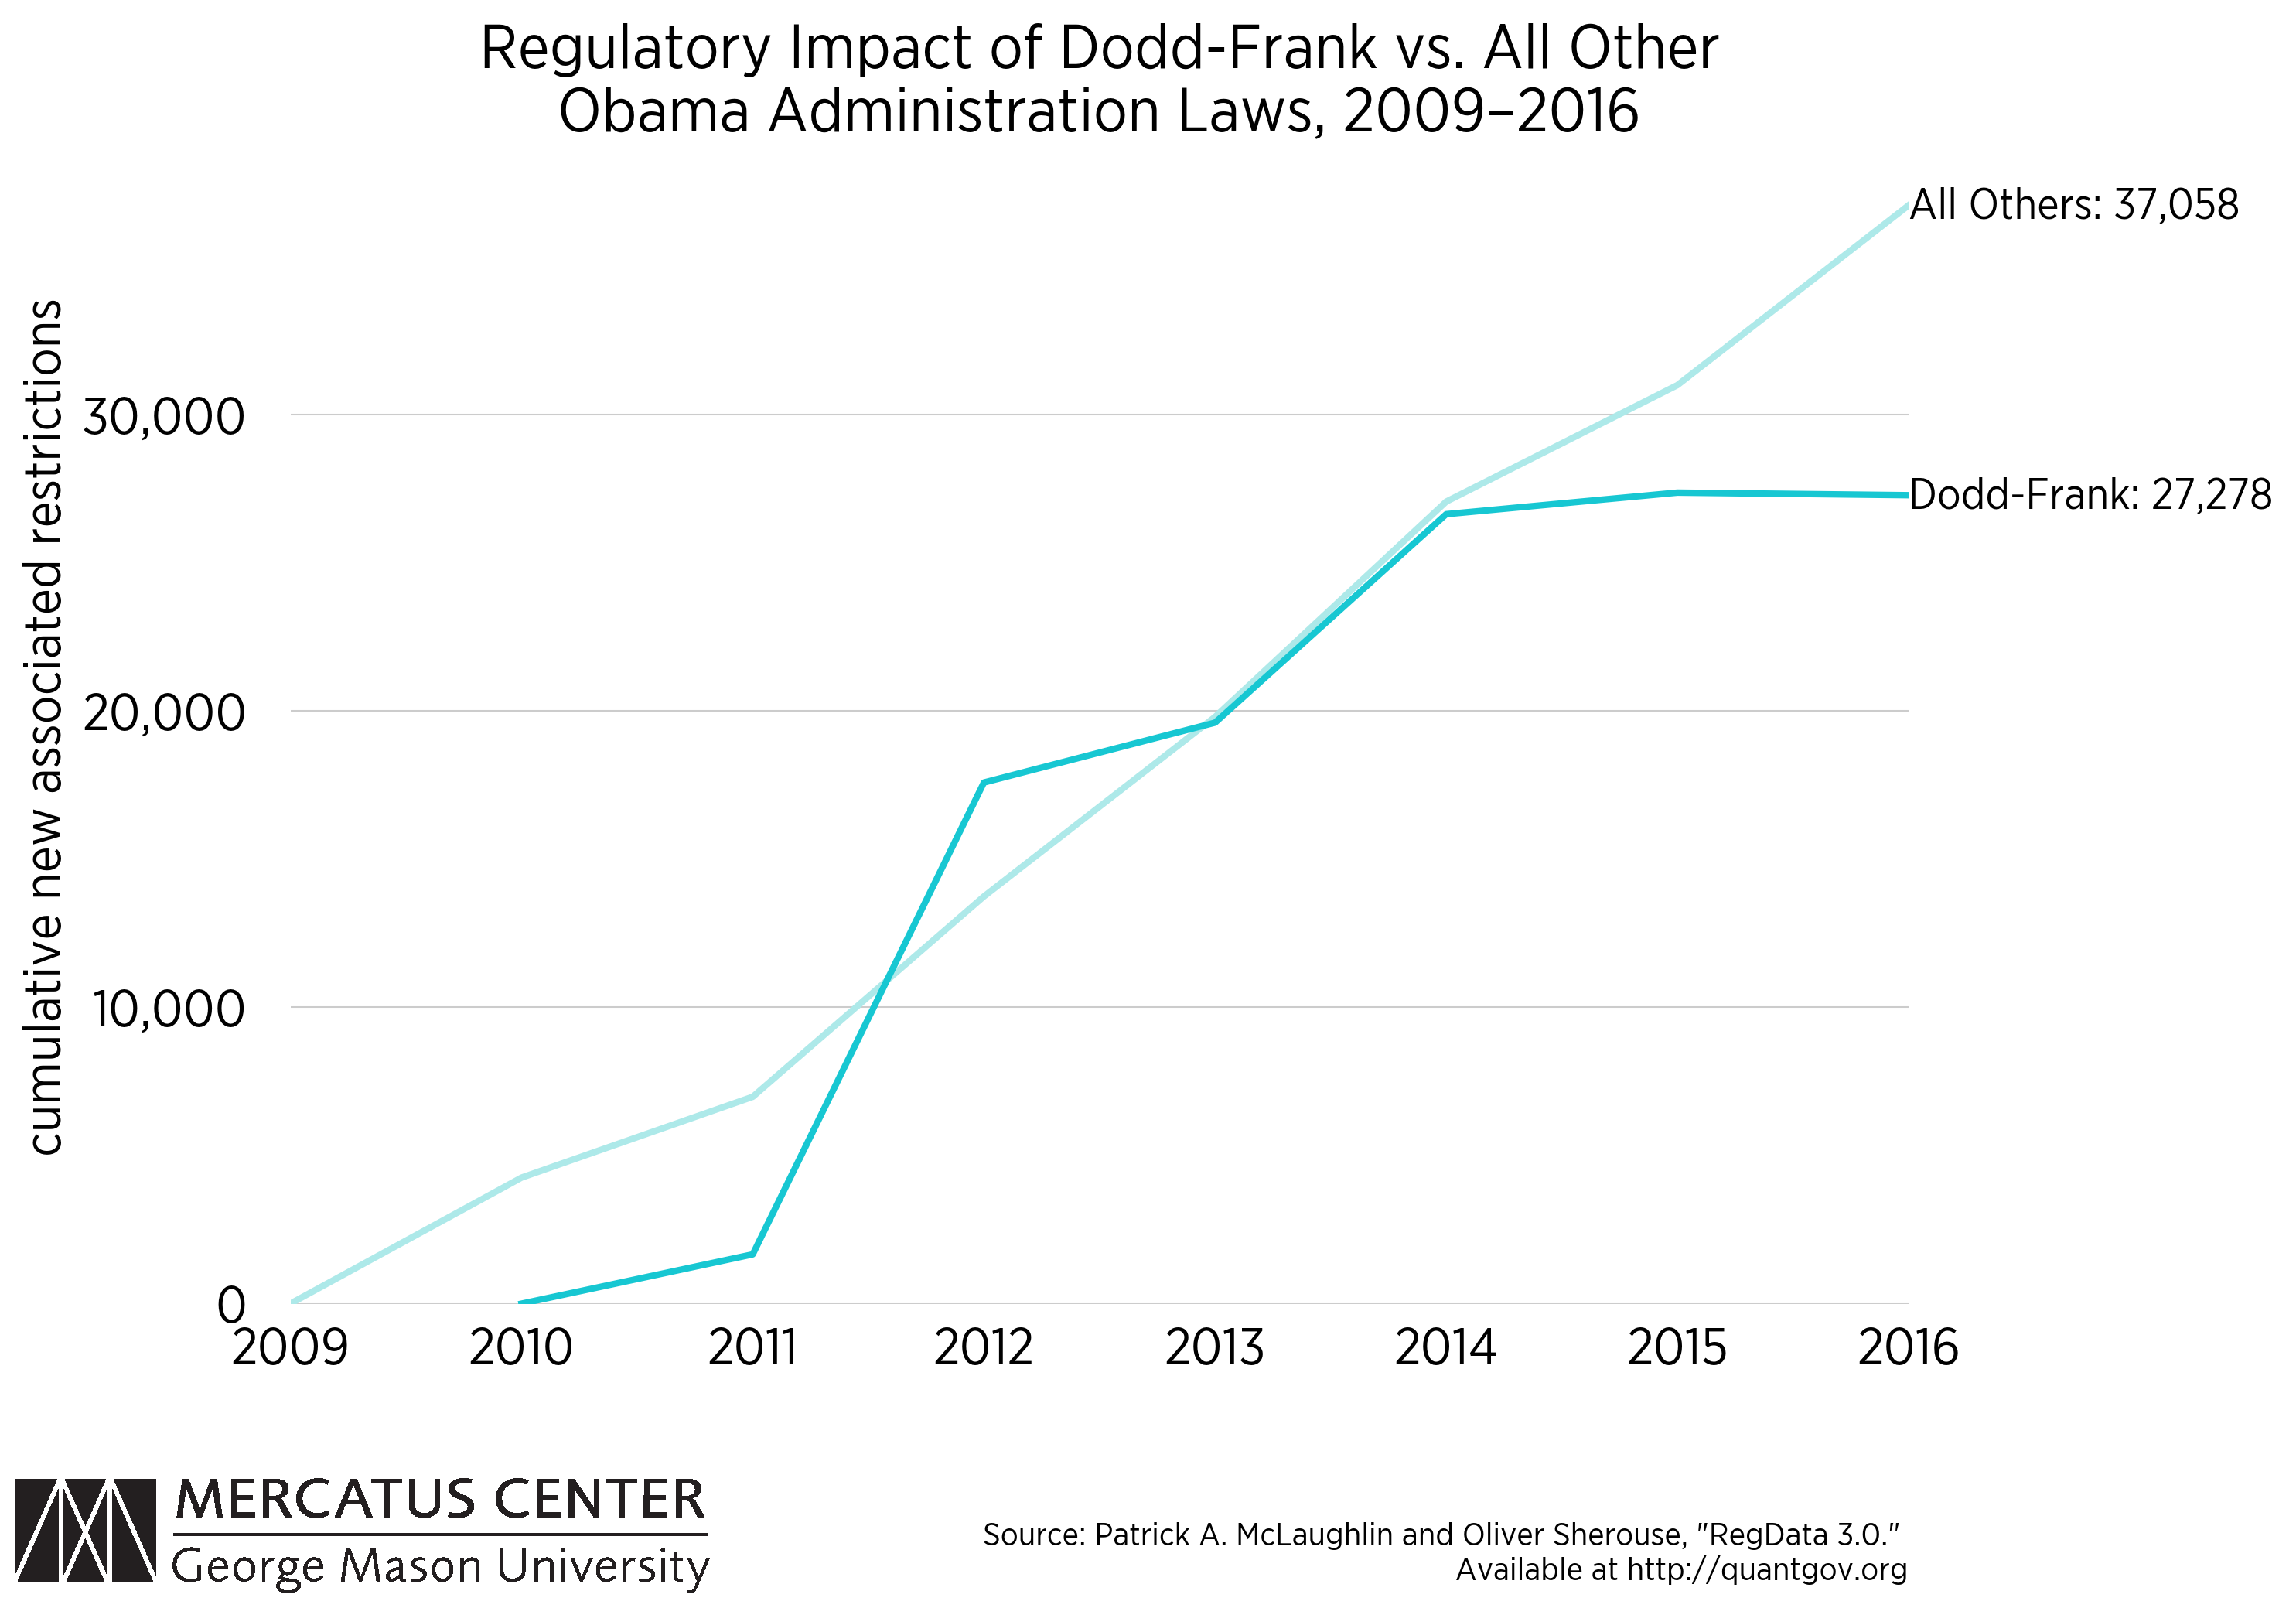 Regulatory Impact of Dodd-Frank vs. All Other
Obama Administration Laws, 2009–2016
All Others: 37,058
cumulative new associated restrictions
30,000
Dodd-Frank: 27,278
20,000
10,000
0
2009 2010 2011 2012 2013 2014 2015 2016
MERCATUS CENTER
George Mason University
Source: Patrick A. McLaughlin and Oliver Sherouse, "RegData 3.0."
Available at http://quantgov.org